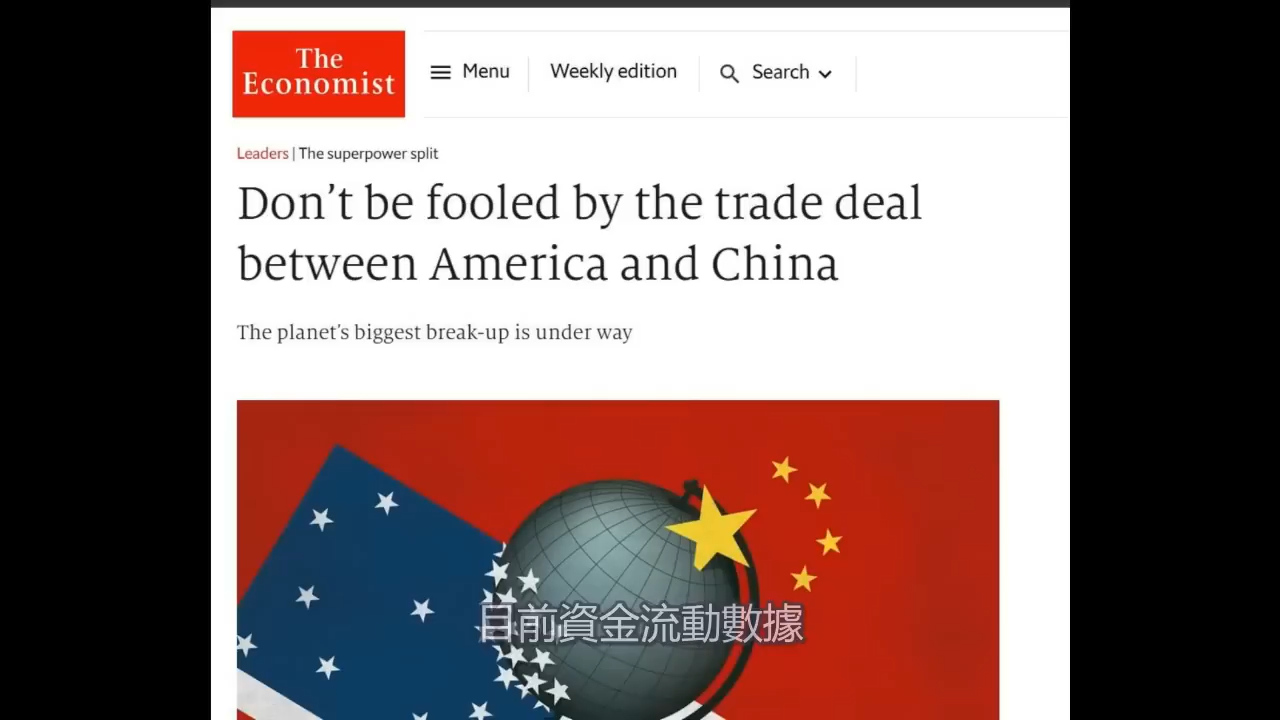 The
Economist
Menu
Weekly edition
Search
Leaders | The superpower split
Don’t be fooled by the trade deal
between America and China
The planet’s biggest break-up is under way
目前資金流動數據